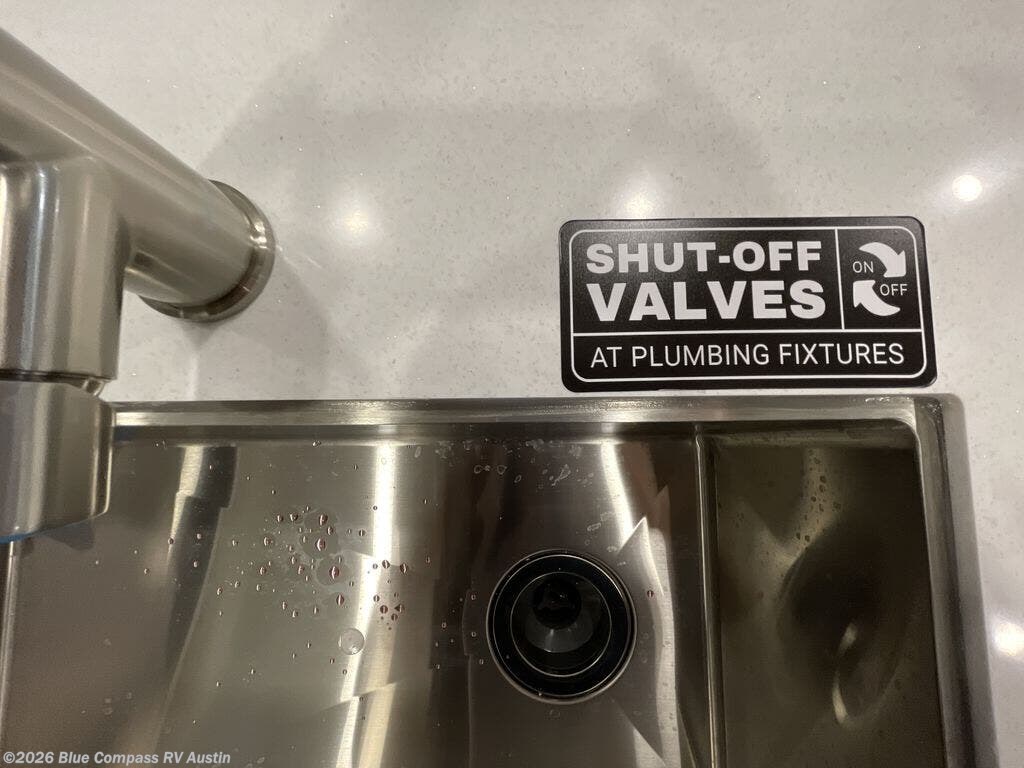 SHUT-OFF
VALVES
ON
OFF
AT PLUMBING FIXTURES
©2026 Blue Compass RV Austin